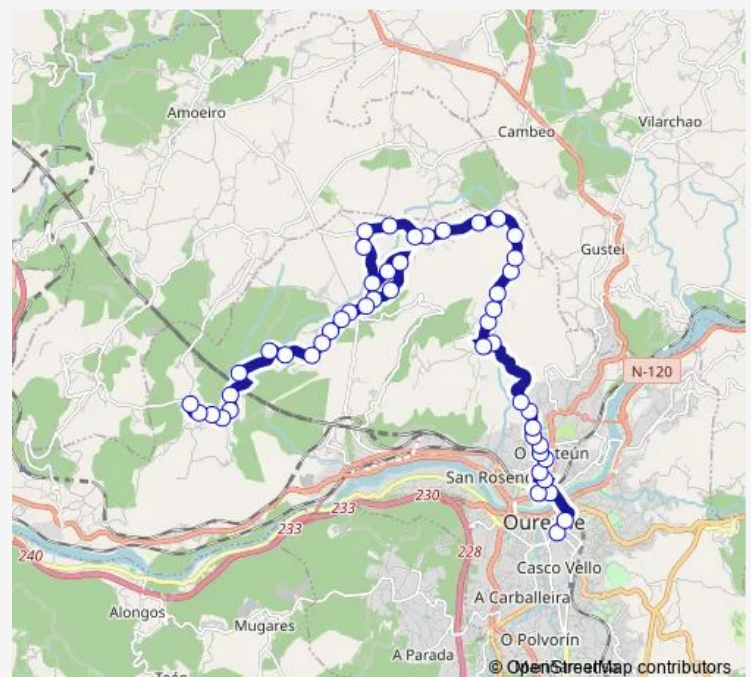 Amoeiro
Vilarchao
Cambeo
Gustei
N-120
San
230
Ourense
233
233
228
240
Casco Vello
Alongos
A Carballeira
Mugares
O Polvorín
A Parada
© OpenStreetMap contributors